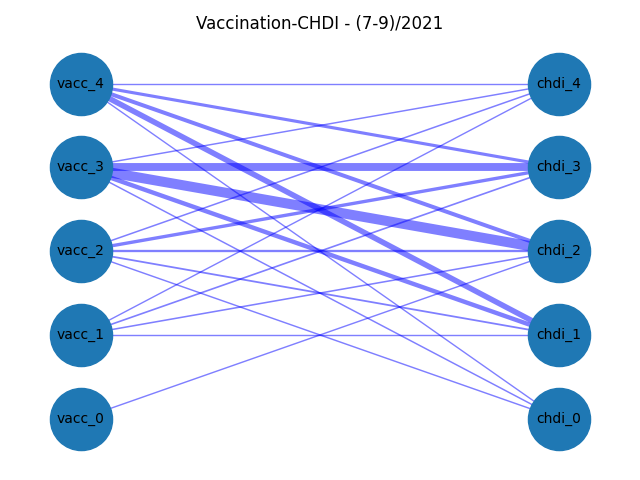 Vaccination-CHDI - (7-9)/2021
vacc_4 chdi_4
vacc_3 chdi_3
vacc_2 chdi_2
vacc_1 chdi_1
vacc_0 chdi_0